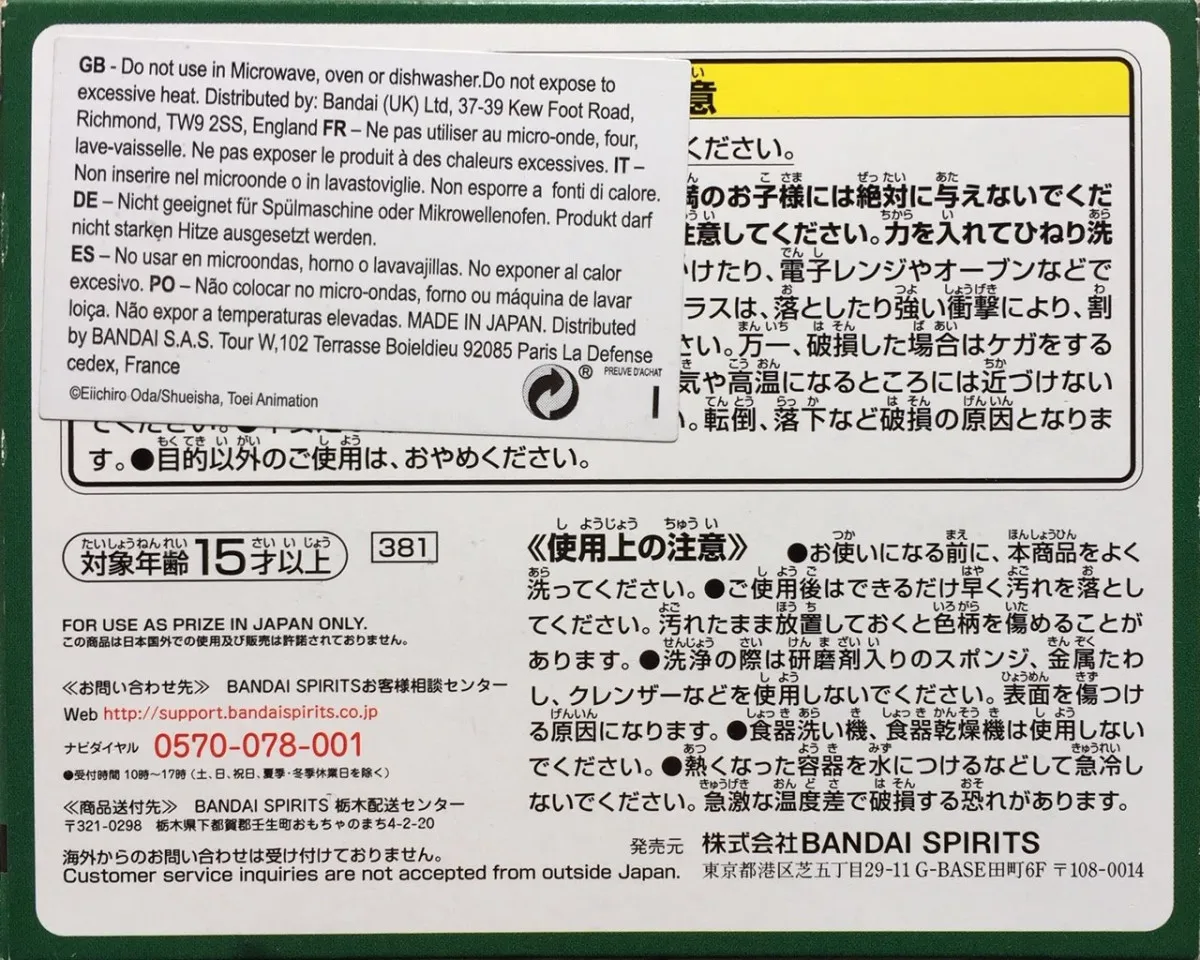 GB - Do not use in Microwave, oven or dishwasher.Do not expose to
excessive heat. Distributed by: Bandai (UK) Ltd, 37-39 Kew Foot Road,
Richmond, TW9 2SS, England FR – Ne pas utiliser au micro-onde, four,
lave-vaisselle. Ne pas exposer le produit à des chaleurs excessives. IT –
Non inserire nel microonde o in lavastoviglie. Non esporre a fonti di calore.
DE – Nicht geeignet für Spülmaschine oder Mikrowellenofen. Produkt darf
nicht starken Hitze ausgesetzt werden.
ES – No usar en microondas, horno o lavavajillas. No exponer al calor
excesivo. PO – Não colocar no micro-ondas, forno ou máquina de lavar
loiça. Não expor a temperaturas elevadas. MADE IN JAPAN. Distributed
by BANDAI S.A.S. Tour W,102 Terrasse Boieldieu 92085 Paris La Defense
cedex, France
©Eiichiro Oda/Shueisha, Toei Animation
® PREUVE D'ACHAT
意
ください。
満のお子様には絶対に与えないでくだ
注意してください。力を入れてひねり洗
けたり、電子レンジやオーブンなどで
ラスは、落としたり強い衝撃により、割
さい。万一、破損した場合はケガをする
気や高温になるところには近づけない
でください。●
。転倒、落下など破損の原因となりま
す。●目的以外のご使用は、おやめください。
対象年齢15才以上
381
FOR USE AS PRIZE IN JAPAN ONLY.
この商品は日本国外での使用及び販売は許諾されておりません。
≪お問い合わせ先≫ BANDAI SPIRITSお客様相談センター
Web http://support.bandaispirits.co.jp
ナビダイヤル 0570-078-001
●受付時間 10時〜17時（土、日、祝日、夏季・冬季休業日を除く）
≪商品送付先≫ BANDAI SPIRITS 栃木配送センター
〒321-0298 栃木県下都賀郡壬生町おもちゃのまち4-2-20
海外からのお問い合わせは受け付けておりません。
Customer service inquiries are not accepted from outside Japan.
≪使用上の注意≫ ●お使いになる前に、本商品をよく
洗ってください。●ご使用後はできるだけ早く汚れを落とし
てください。汚れたまま放置しておくと色柄を傷めることが
あります。●洗浄の際は研磨剤入りのスポンジ、金属たわ
し、クレンザーなどを使用しないでください。表面を傷つけ
る原因になります。●食器洗い機、食器乾燥機は使用しない
でください。●熱くなった容器を水につけるなどして急冷し
ないでください。急激な温度差で破損する恐れがあります。
発売元 株式会社BANDAI SPIRITS
東京都港区芝五丁目29-11 G-BASE田町6F 〒108-0014